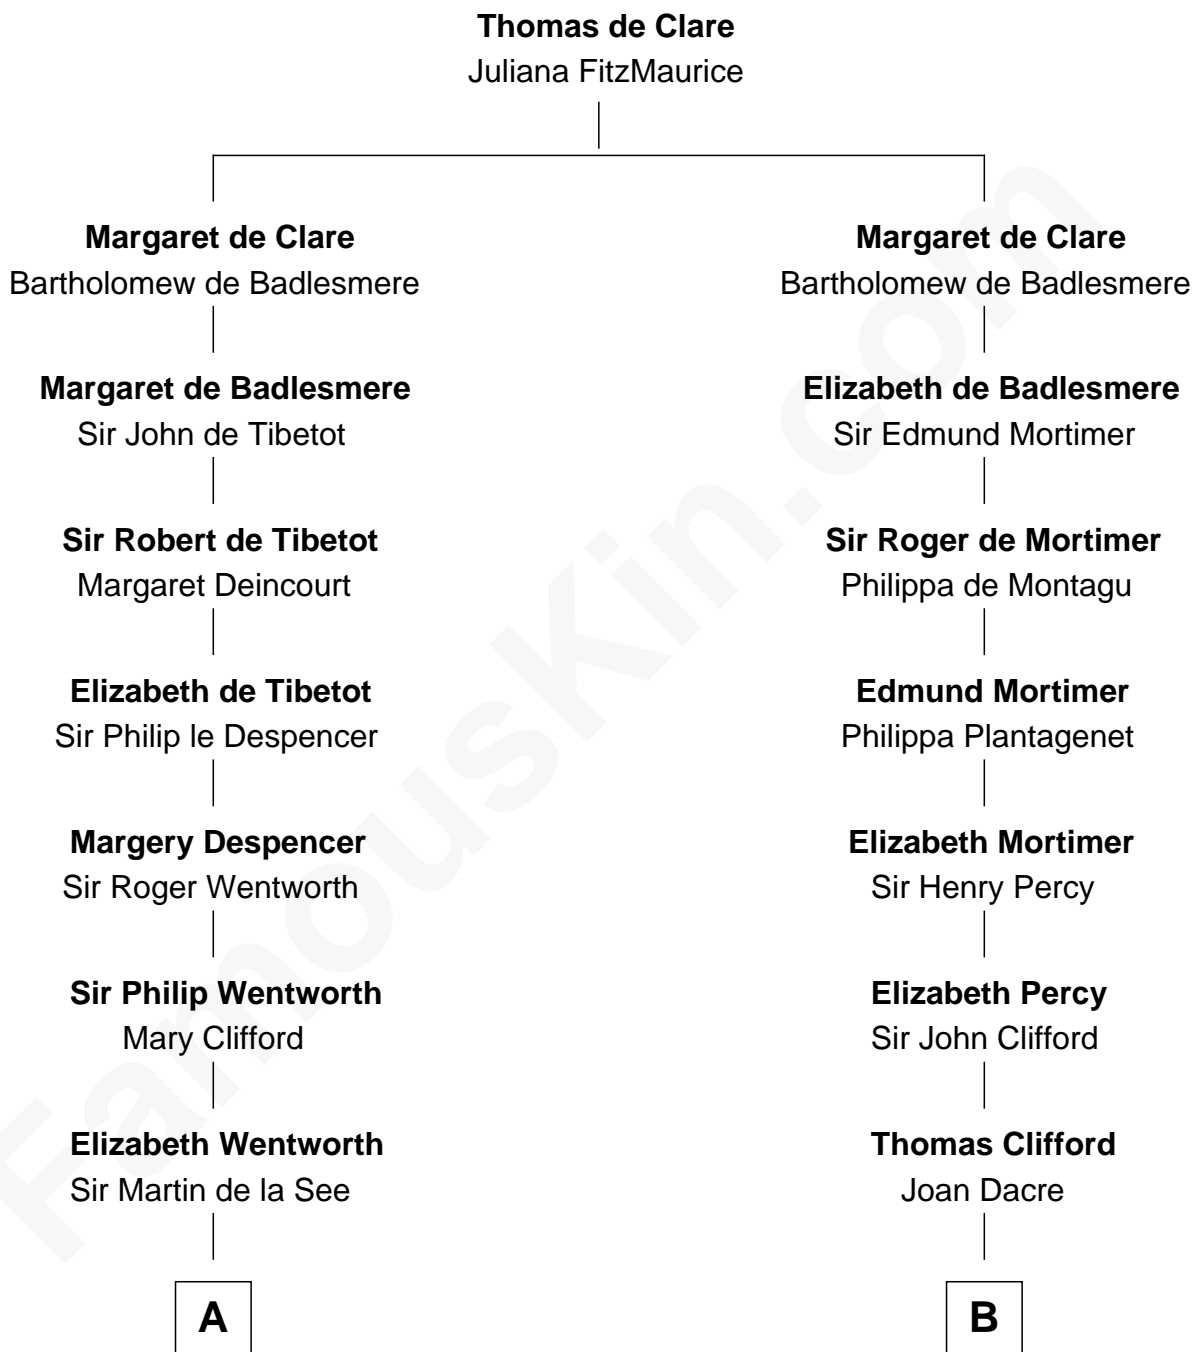 Thomas de Clare
Juliana FitzMaurice
Margaret de Clare
Bartholomew de Badlesmere
Margaret de Badlesmere
Sir John de Tibetot
Sir Robert de Tibetot
Margaret Deincourt
Elizabeth de Tibetot
Sir Philip le Despencer
Margery Despencer
Sir Roger Wentworth
Sir Philip Wentworth
Mary Clifford
Elizabeth Wentworth
Sir Martin de la See
A
Margaret de Clare
Bartholomew de Badlesmere
Elizabeth de Badlesmere
Sir Edmund Mortimer
Sir Roger de Mortimer
Philippa de Montagu
Edmund Mortimer
Philippa Plantagenet
Elizabeth Mortimer
Sir Henry Percy
Elizabeth Percy
Sir John Clifford
Thomas Clifford
Joan Dacre
B
FamousKin.com